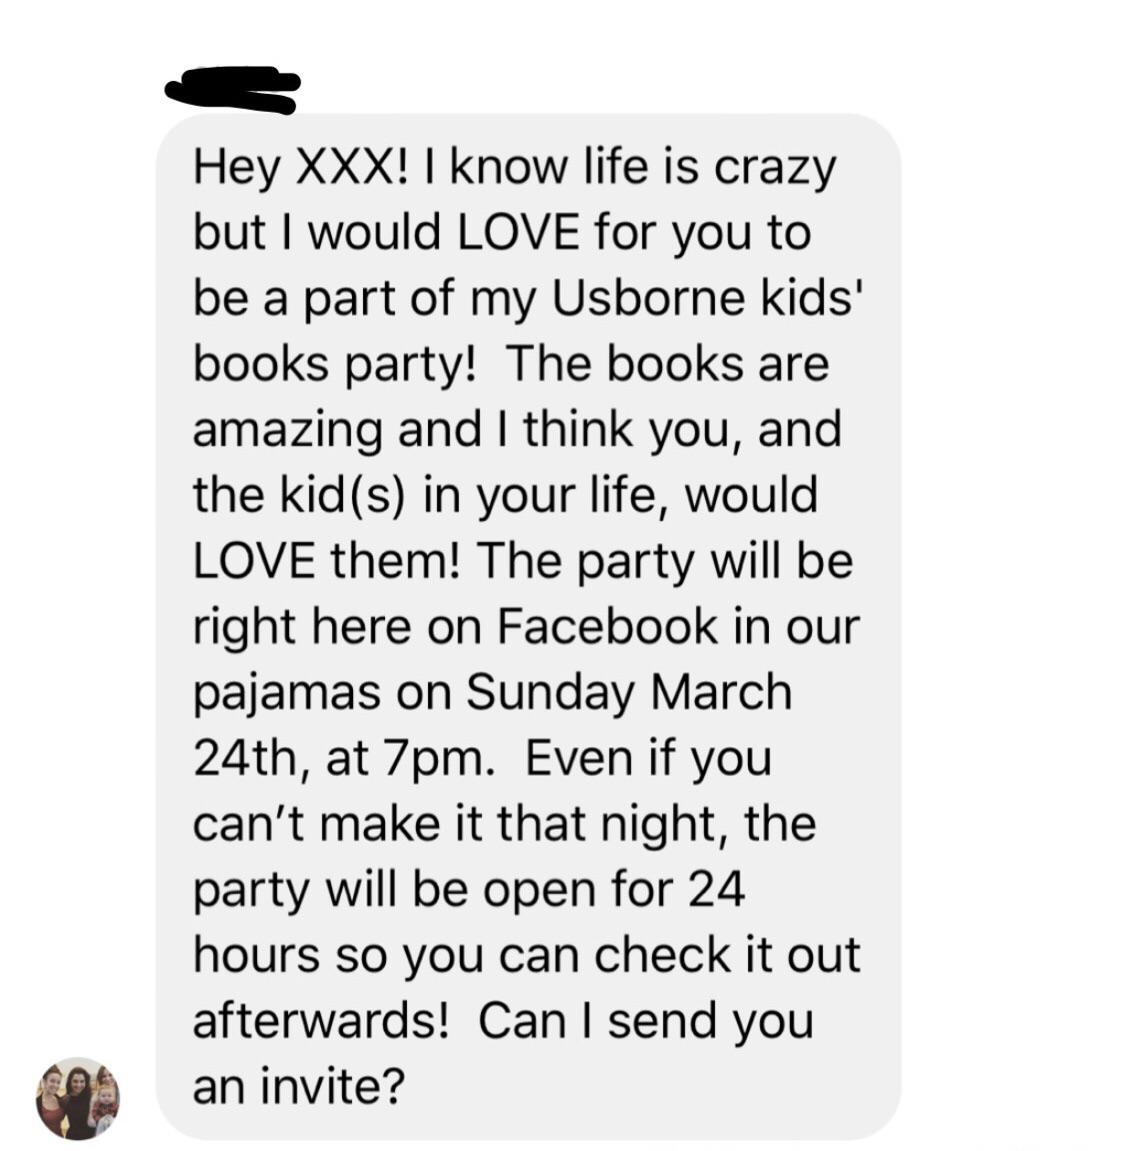 Hey XXX! I know life is crazy
but I would LOVE for you to
be a part of my Usborne kids'
books party!  The books are
amazing and I think you, and
the kid(s) in your life, would
LOVE them! The party will be
right here on Facebook in our
pajamas on Sunday March
24th, at 7pm.  Even if you
can’t make it that night, the
party will be open for 24
hours so you can check it out
afterwards!  Can I send you
an invite?